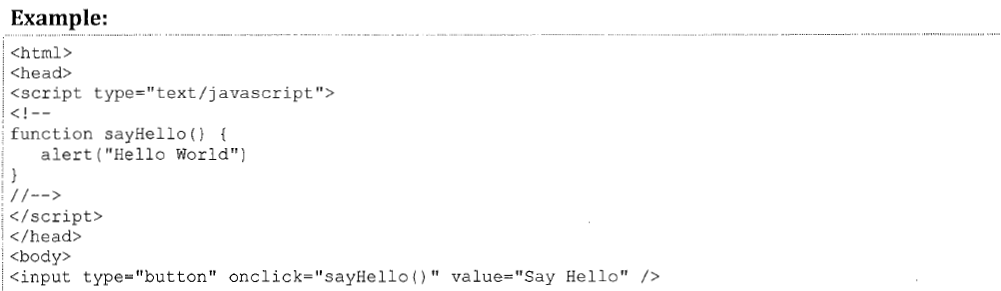 Example:
<html>
<head>
<script type="text/javascript">
<!--
function sayHello() {
   alert("Hello World")
}
//-->
</script>
</head>
<body>
<input type="button" onclick="sayHello()" value="Say Hello" />